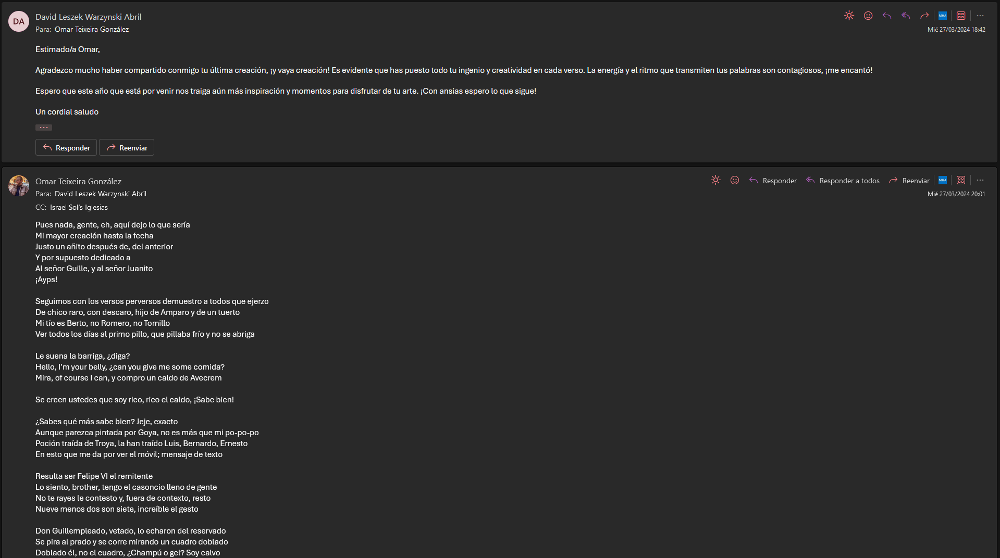 DA
David Leszek Warzynski Abril
Para: Omar Teixeira González
MHA
Mié 27/03/2024 18:42
Estimado/a Omar,
Agradezco mucho haber compartido conmigo tu última creación, ¡y vaya creación! Es evidente que has puesto todo tu ingenio y creatividad en cada verso. La energía y el ritmo que transmiten tus palabras son contagiosos, ¡me encantó!
Espero que este año que está por venir nos traiga aún más inspiración y momentos para disfrutar de tu arte. ¡Con ansias espero lo que sigue!
Un cordial saludo
Responder Reenviar
Omar Teixeira González
Responder Responder a todos Reenviar MHA
Para: David Leszek Warzynski Abril
Mié 27/03/2024 20:01
CC: Israel Solís Iglesias
Pues nada, gente, eh, aquí dejo lo que sería
Mi mayor creación hasta la fecha
Justo un añito después de, del anterior
Y por supuesto dedicado a
Al señor Guille, y al señor Juanito
¡Ayps!
Seguimos con los versos perversos demuestro a todos que ejerzo
De chico raro, con descaro, hijo de Amparo y de un tuerto
Mi tío es Berto, no Romero, no Tomillo
Ver todos los días al primo pillo, que pillaba frío y no se abriga
Le suena la barriga, ¿diga?
Hello, I'm your belly, ¿can you give me some comida?
Mira, of course I can, y compro un caldo de Avecrem
Se creen ustedes que soy rico, rico el caldo, ¡Sabe bien!
¿Sabes qué más sabe bien? Jeje, exacto
Aunque parezca pintada por Goya, no es más que mi po-po-po
Poción traída de Troya, la han traído Luis, Bernardo, Ernesto
En esto que me da por ver el móvil; mensaje de texto
Resulta ser Felipe VI el remitente
Lo siento, brother, tengo el casoncio lleno de gente
No te rayes le contesto y, fuera de contexto, resto
Nueve menos dos son siete, increíble el gesto
Don Guillempleado, vetado, lo echaron del reservado
Se pira al prado y se corre mirando un cuadro doblado
Doblado él, no el cuadro, ¿Champú o gel? Soy calvo